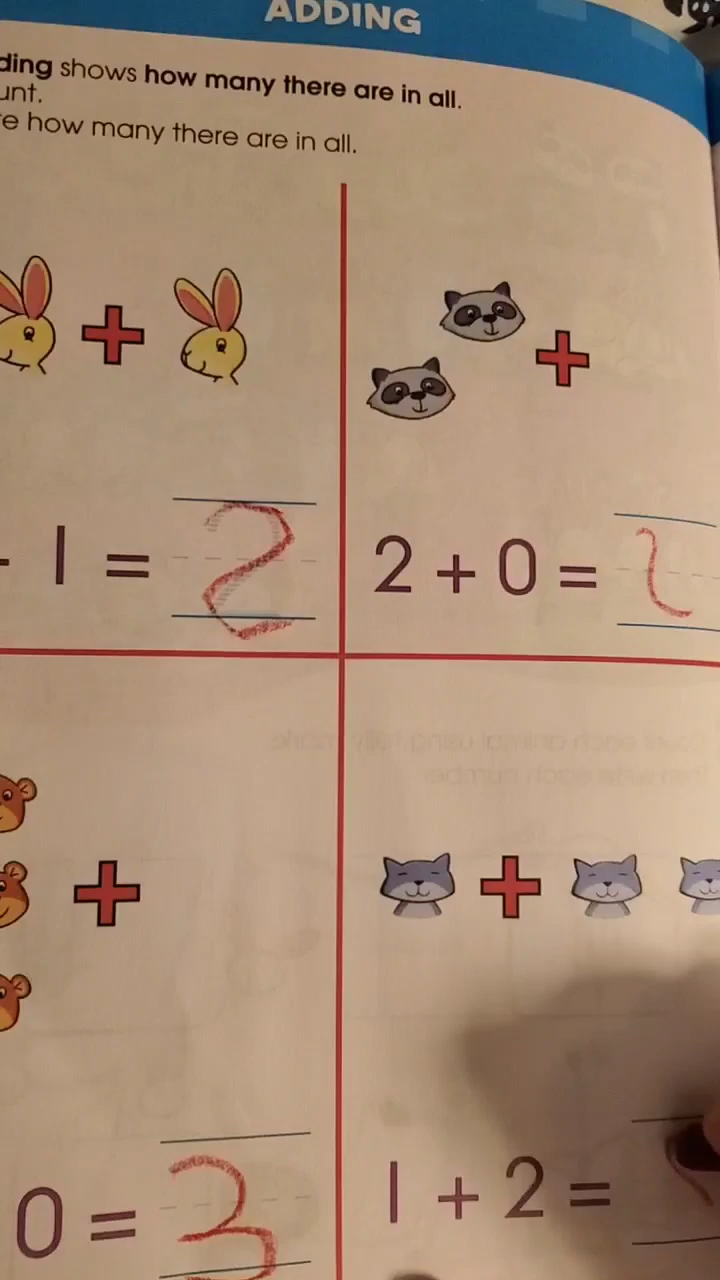 ADDING
ding shows how many there are in all.
unt.
e how many there are in all.
1 = 2
2 + 0 = 2
0 = 3
1 + 2 =